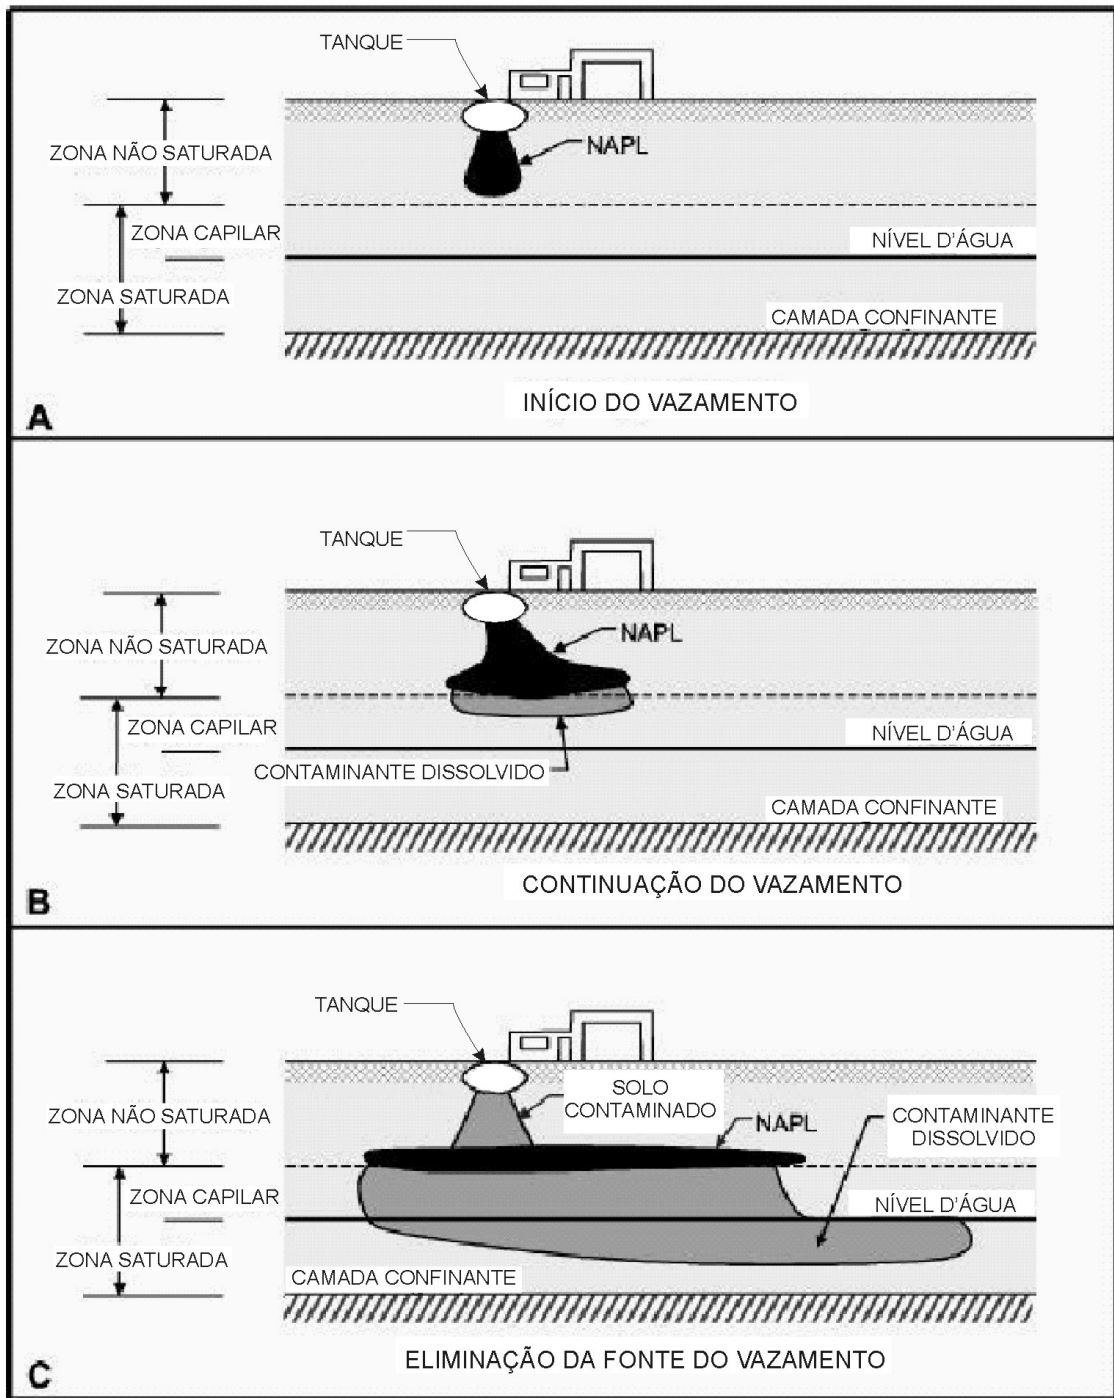 TANQUE
ZONA NÃO SATURADA
NAPL
ZONA CAPILAR
NÍVEL D'ÁGUA
ZONA SATURADA
CAMADA CONFINANTE
A
INÍCIO DO VAZAMENTO
TANQUE
ZONA NÃO SATURADA
NAPL
ZONA CAPILAR
NÍVEL D'ÁGUA
CONTAMINANTE DISSOLVIDO
ZONA SATURADA
CAMADA CONFINANTE
B
CONTINUAÇÃO DO VAZAMENTO
TANQUE
SOLO
CONTAMINADO
ZONA NÃO SATURADA
NAPL
CONTAMINANTE
DISSOLVIDO
ZONA CAPILAR
NÍVEL D'ÁGUA
ZONA SATURADA
CAMADA CONFINANTE
C
ELIMINAÇÃO DA FONTE DO VAZAMENTO